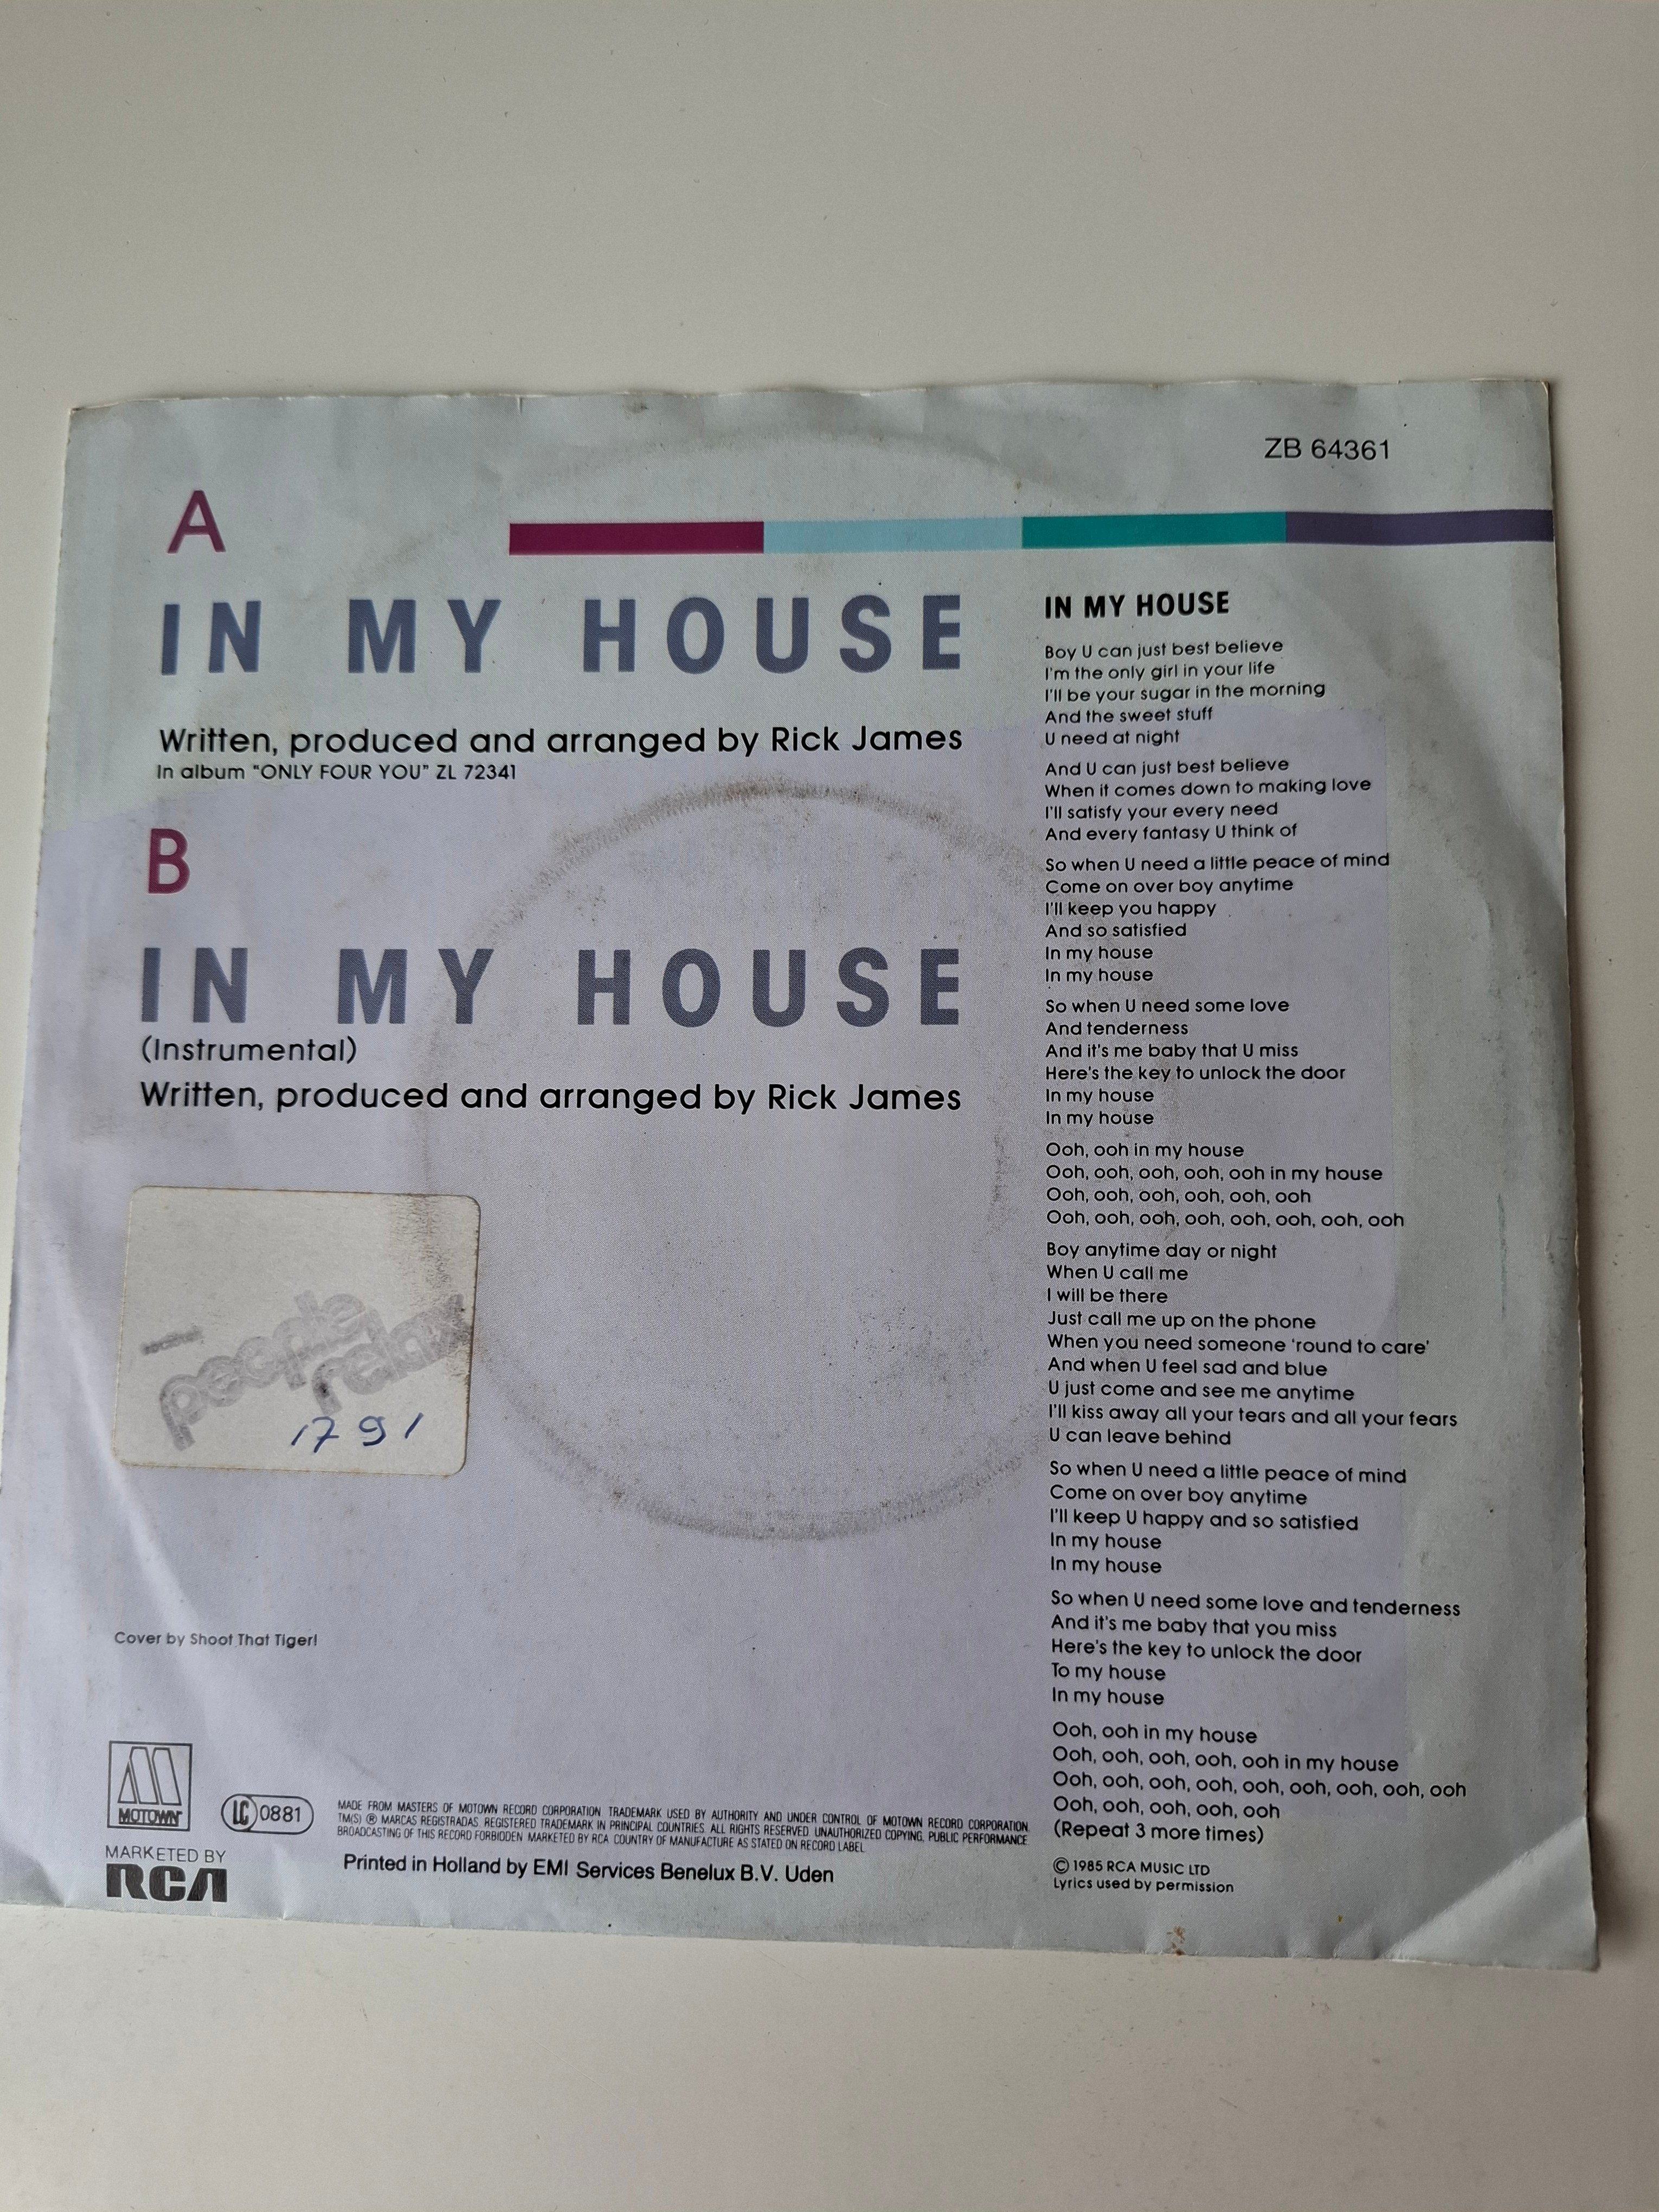 ZB 64361
A
IN MY HOUSE
Written, produced and arranged by Rick James
In album "ONLY FOUR YOU" ZL 72341
B
IN MY HOUSE
(Instrumental)
Written, produced and arranged by Rick James
people
relax
1791
Cover by Shoot That Tiger!
MOTOWN
LC 0881
MARKETED BY
RCA
MADE FROM MASTERS OF MOTOWN RECORD CORPORATION. TRADEMARK USED BY AUTHORITY AND UNDER CONTROL OF MOTOWN RECORD CORPORATION.
TM(S) ® MARCAS REGISTRADAS. REGISTERED TRADEMARK IN PRINCIPAL COUNTRIES. ALL RIGHTS RESERVED. UNAUTHORIZED COPYING, PUBLIC PERFORMANCE
BROADCASTING OF THIS RECORD FORBIDDEN. MARKETED BY RCA. COUNTRY OF MANUFACTURE AS STATED ON RECORD LABEL.
Printed in Holland by EMI Services Benelux B.V. Uden
IN MY HOUSE
Boy U can just best believe
I'm the only girl in your life
I'll be your sugar in the morning
And the sweet stuff
U need at night
And U can just best believe
When it comes down to making love
I'll satisfy your every need
And every fantasy U think of
So when U need a little peace of mind
Come on over boy anytime
I'll keep you happy
And so satisfied
In my house
In my house
So when U need some love
And tenderness
And it's me baby that U miss
Here's the key to unlock the door
In my house
In my house
Ooh, ooh in my house
Ooh, ooh, ooh, ooh, ooh in my house
Ooh, ooh, ooh, ooh, ooh, ooh
Ooh, ooh, ooh, ooh, ooh, ooh, ooh, ooh
Boy anytime day or night
When U call me
I will be there
Just call me up on the phone
When you need someone 'round to care'
And when U feel sad and blue
U just come and see me anytime
I'll kiss away all your tears and all your fears
U can leave behind
So when U need a little peace of mind
Come on over boy anytime
I'll keep U happy and so satisfied
In my house
In my house
So when U need some love and tenderness
And it's me baby that you miss
Here's the key to unlock the door
To my house
In my house
Ooh, ooh in my house
Ooh, ooh, ooh, ooh, ooh in my house
Ooh, ooh, ooh, ooh, ooh, ooh, ooh, ooh, ooh
Ooh, ooh, ooh, ooh, ooh
(Repeat 3 more times)
© 1985 RCA MUSIC LTD
Lyrics used by permission